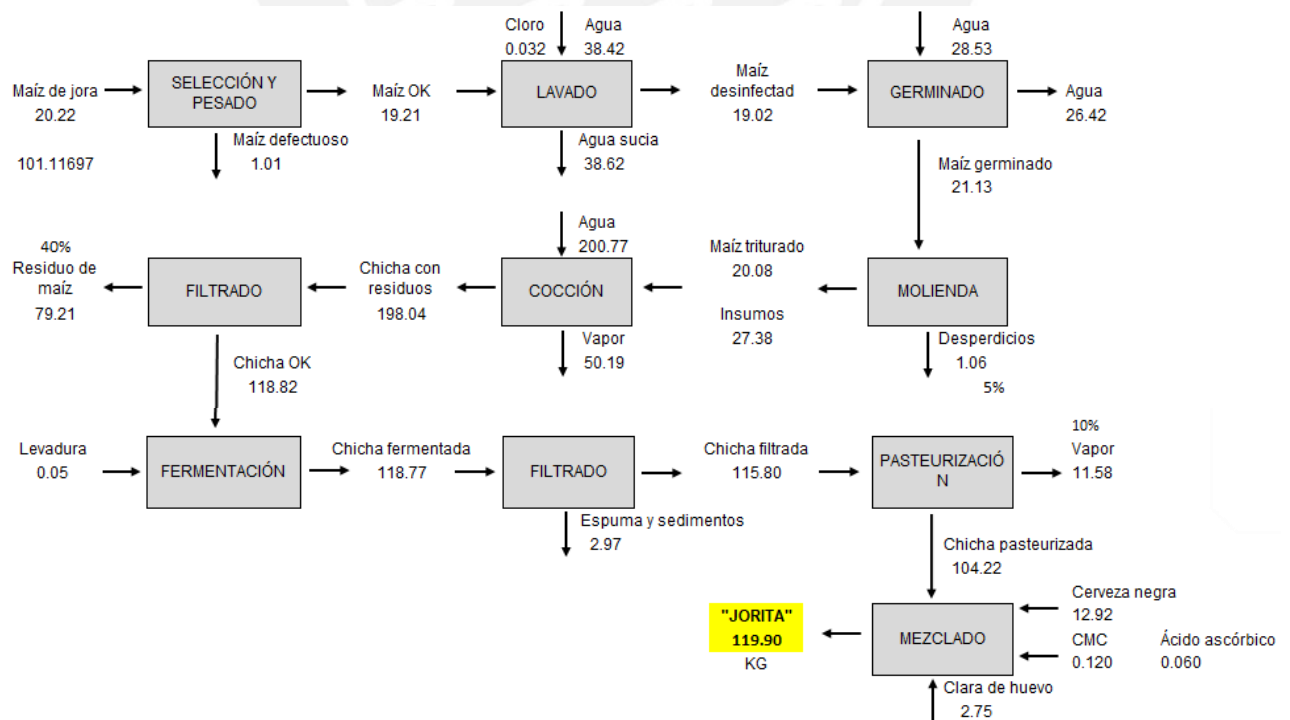 Cloro
0.032
Agua
38.42
Agua
28.53
Maíz de jora
20.22
SELECCIÓN Y
PESADO
Maíz OK
19.21
LAVADO
Maíz
desinfectad
19.02
GERMINADO
Agua
26.42
101.11697
Maíz defectuoso
1.01
Agua sucia
38.62
Maíz germinado
21.13
Agua
200.77
40%
Residuo de
maíz
79.21
FILTRADO
Chicha con
residuos
198.04
COCCIÓN
Maíz triturado
20.08
Insumos
27.38
MOLIENDA
Chicha OK
118.82
Vapor
50.19
Desperdicios
1.06
5%
Levadura
0.05
FERMENTACIÓN
Chicha fermentada
118.77
FILTRADO
Chicha filtrada
115.80
PASTEURIZACIÓ
N
10%
Vapor
11.58
Espuma y sedimentos
2.97
Chicha pasteurizada
104.22
"JORITA"
119.90
KG
MEZCLADO
Cerveza negra
12.92
CMC
0.120
Ácido ascórbico
0.060
Clara de huevo
2.75